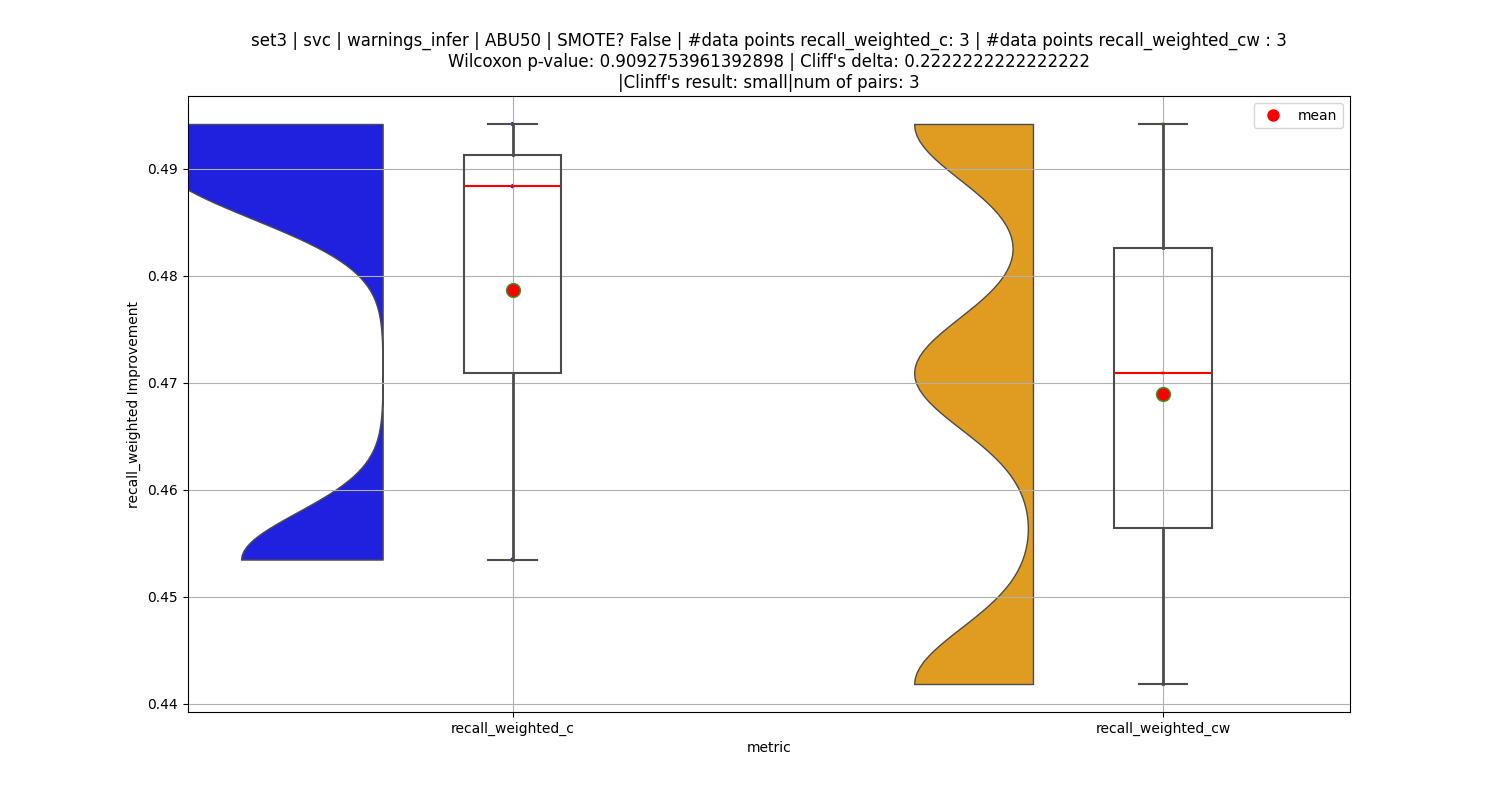 set3 | svc | warnings_infer | ABU50 | SMOTE? False | #data points recall_weighted_c: 3 | #data points recall_weighted_cw : 3
Wilcoxon p-value: 0.9092753961392898 | Cliff's delta: 0.2222222222222222
|Clinff's result: small|num of pairs: 3
mean
0.49
0.48
0.47
0.46
0.45
0.44
recall_weighted Improvement
recall_weighted_c
recall_weighted_cw
metric